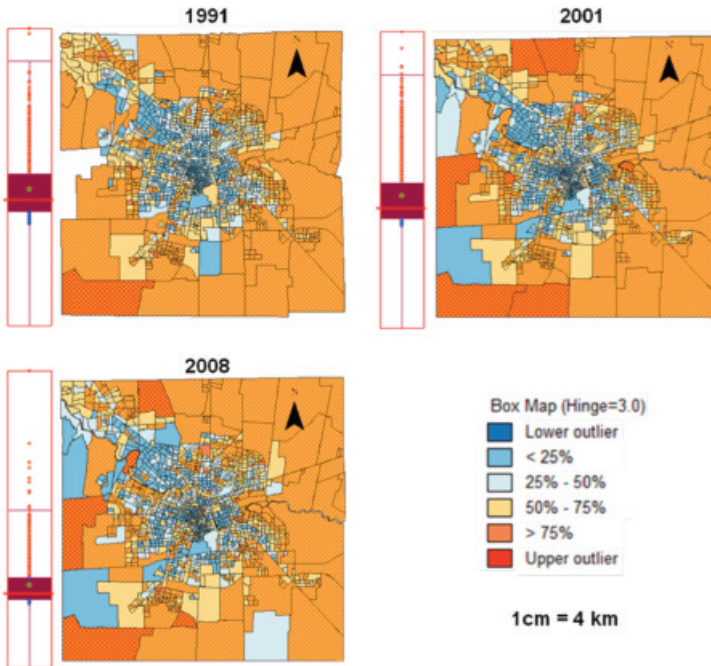 1991
2001
2008
Box Map (Hinge=3.0)
Lower outlier
< 25%
25% - 50%
50% - 75%
> 75%
Upper outlier
1cm = 4 km